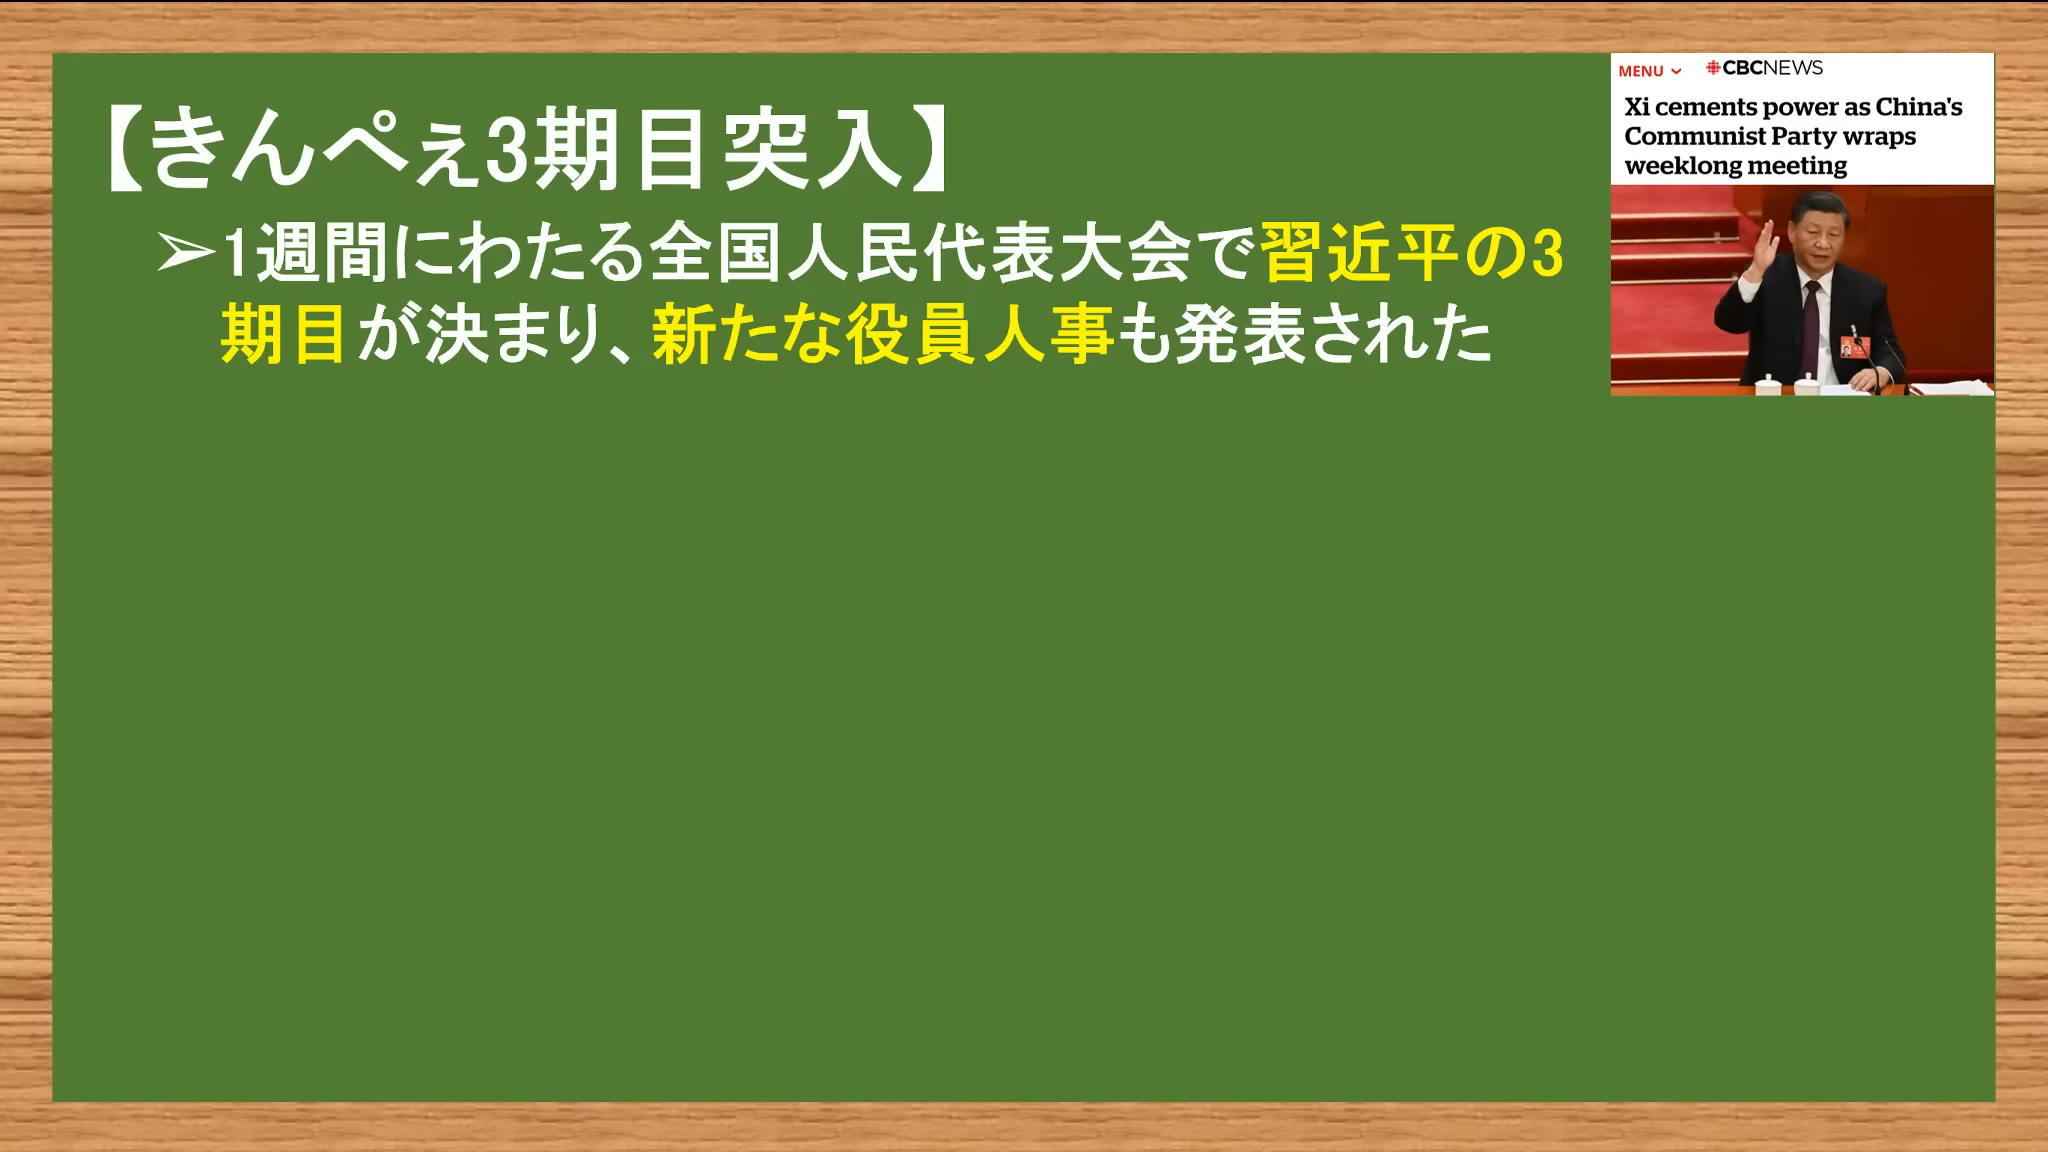 【きんぺぇ3期目突入】
➢1週間にわたる全国人民代表大会で習近平の3
期目が決まり、新たな役員人事も発表された
MENU CBCNEWS
Xi cements power as China's
Communist Party wraps
weeklong meeting